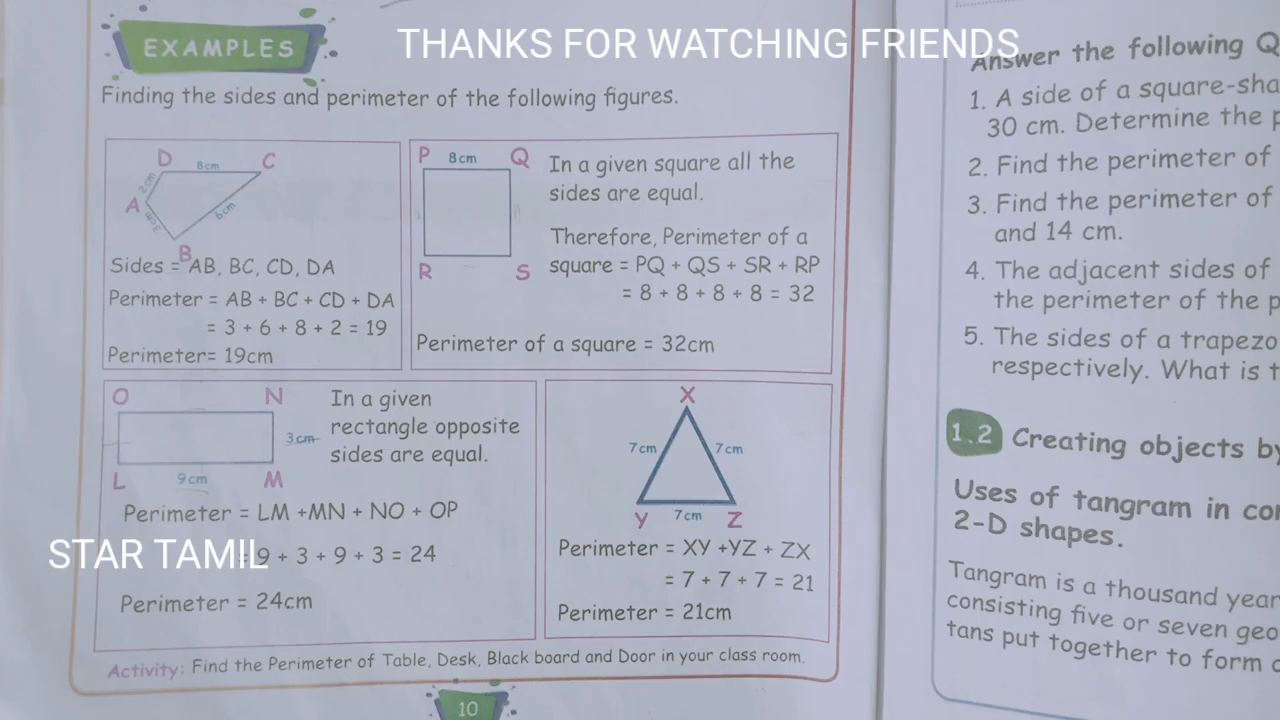 THANKS FOR WATCHING FRIENDS
EXAMPLES
Finding the sides and perimeter of the following figures.
D 8cm C
2cm
A
3cm 6cm
B
Sides = AB, BC, CD, DA
Perimeter = AB + BC + CD + DA
= 3 + 6 + 8 + 2 = 19
Perimeter= 19cm
P 8cm Q
R S
In a given square all the
sides are equal.
Therefore, Perimeter of a
square = PQ + QS + SR + RP
= 8 + 8 + 8 + 8 = 32
Perimeter of a square = 32cm
O N
3cm
L 9cm M
In a given
rectangle opposite
sides are equal.
Perimeter = LM +MN + NO + OP
STAR TAMIL
= 9 + 3 + 9 + 3 = 24
Perimeter = 24cm
X
7cm 7cm
Y 7cm Z
Perimeter = XY +YZ + ZX
= 7 + 7 + 7 = 21
Perimeter = 21cm
Activity: Find the Perimeter of Table, Desk, Black board and Door in your class room.
10
Answer the following Q
1. A side of a square-sha
30 cm. Determine the p
2. Find the perimeter of
3. Find the perimeter of
and 14 cm.
4. The adjacent sides of
the perimeter of the p
5. The sides of a trapezo
respectively. What is t
1.2 Creating objects by
Uses of tangram in con
2-D shapes.
Tangram is a thousand year
consisting five or seven geo
tans put together to form a